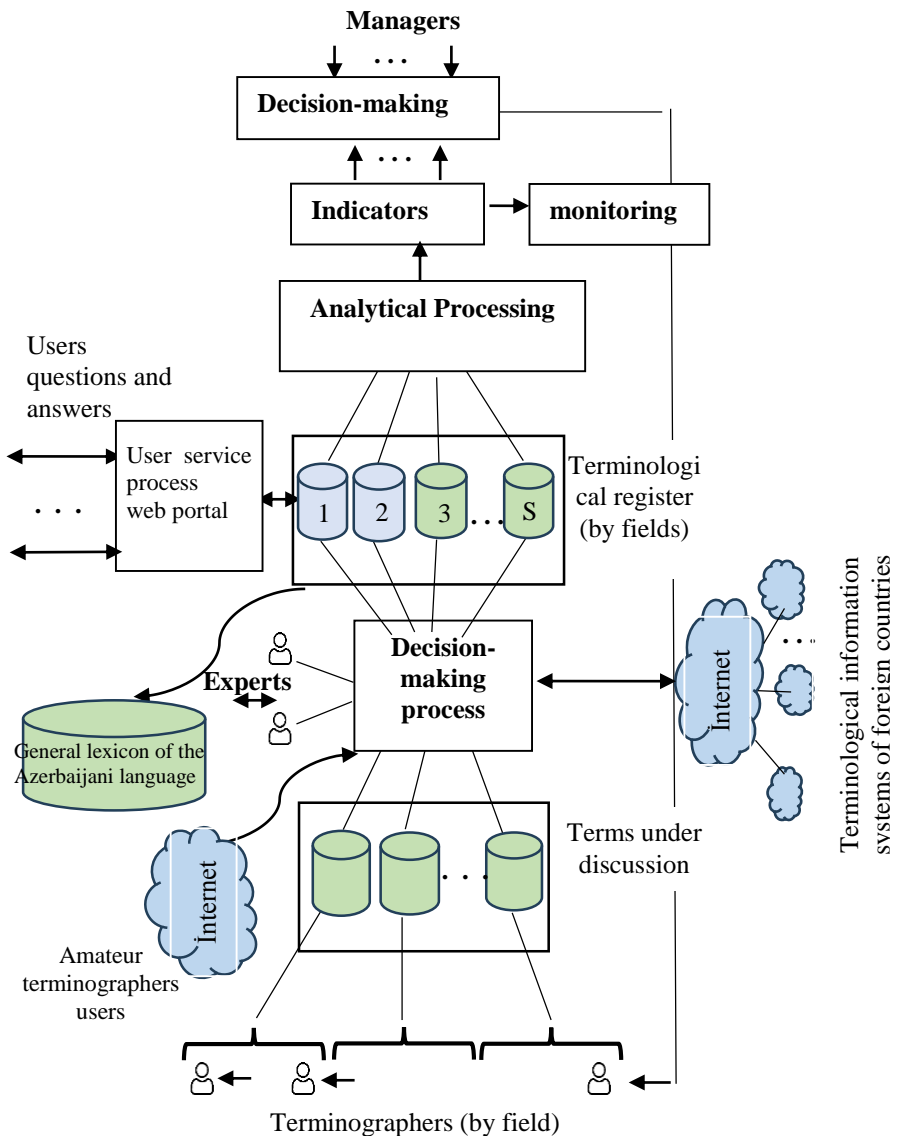 Managers
. . .
Decision-making
. . .
Indicators
monitoring
Analytical Processing
Users
questions and
answers
User service
process
web portal
. . .
1
2
3
...
S
Terminologi
cal register
(by fields)
Decision-
making
process
Experts
General lexicon of the
Azerbaijani language
İnternet
. . .
Terminological information
systems of foreign countries
İnternet
Amateur
terminographers
users
. . .
Terms under
discussion
Terminographers (by field)